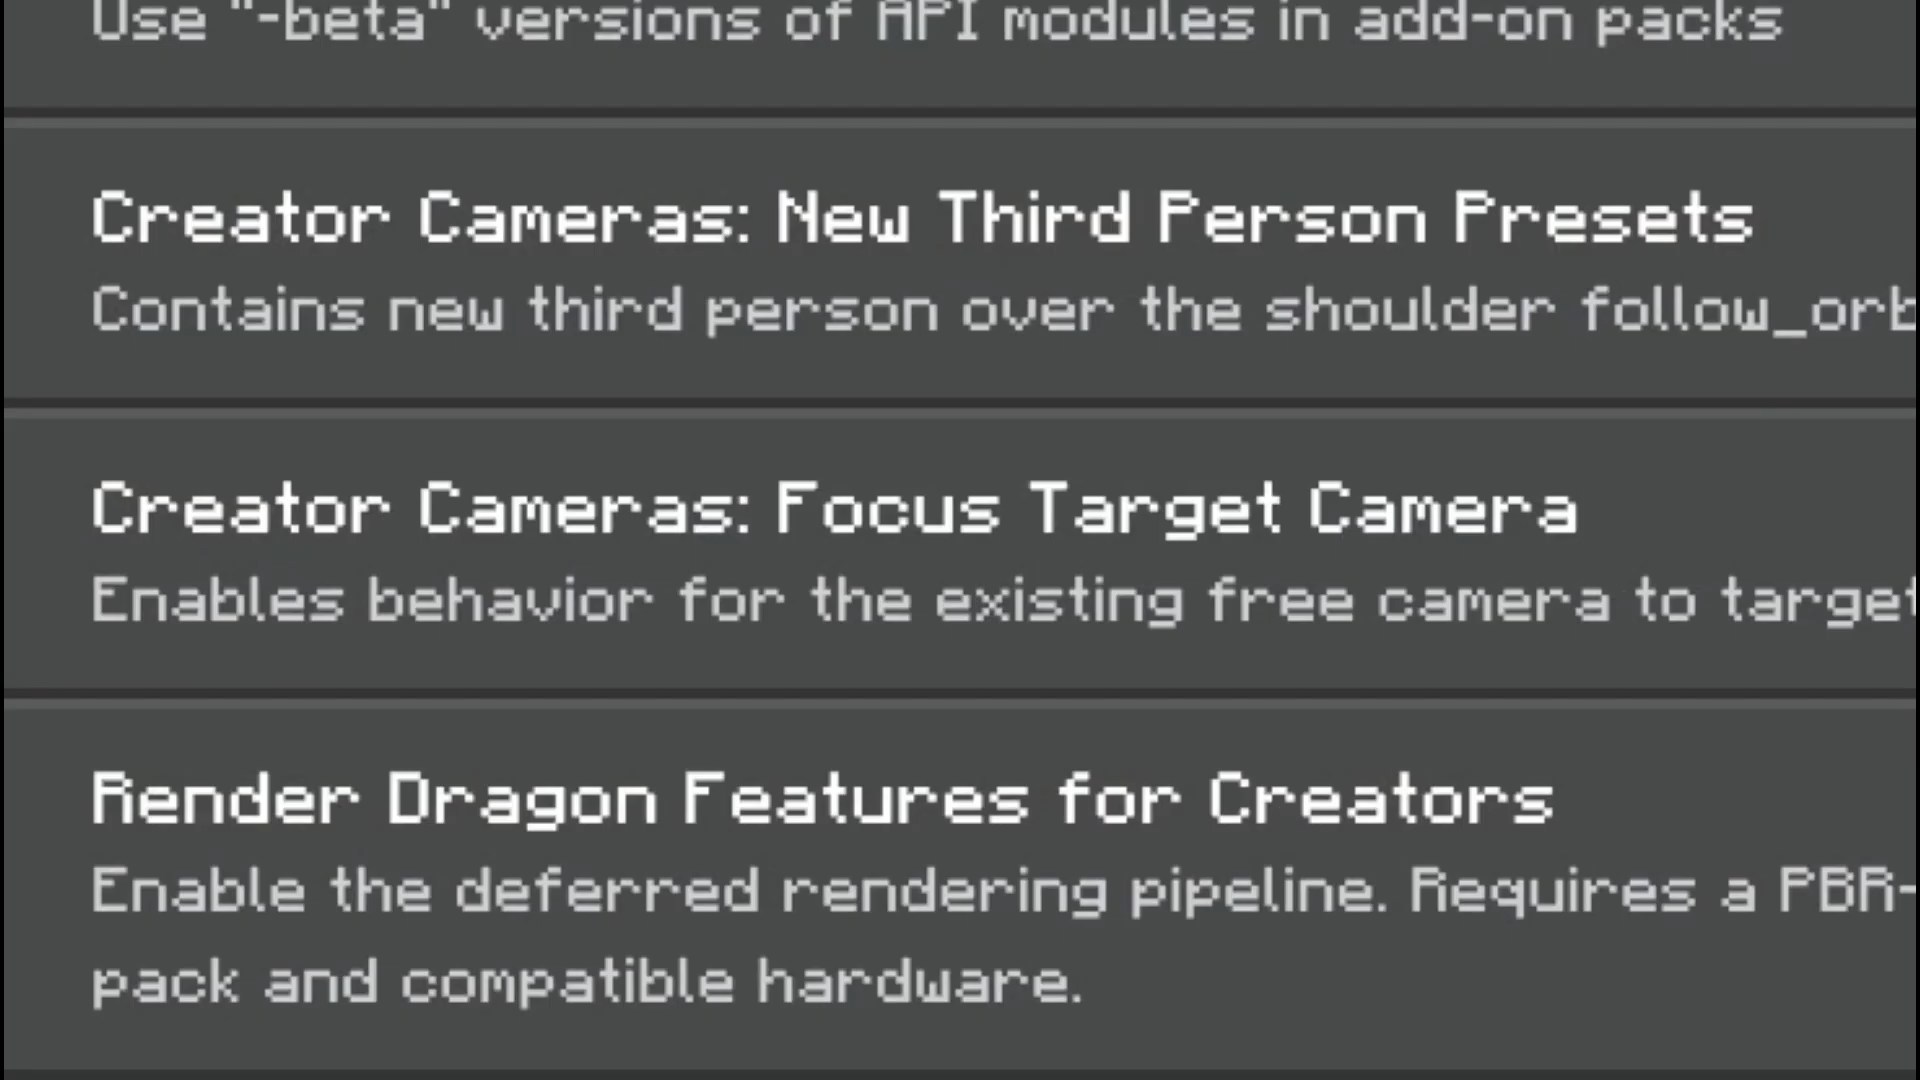 Use "-beta" versions of API modules in add-on packs
Creator Cameras: New Third Person Presets
Contains new third person over the shoulder
Creator Cameras: Focus Target Camera
Enables behavior for the existing free camera to target
Render Dragon Features for Creators
Enable the deferred rendering pipeline. Requires a PBR-
pack and compatible hardware.